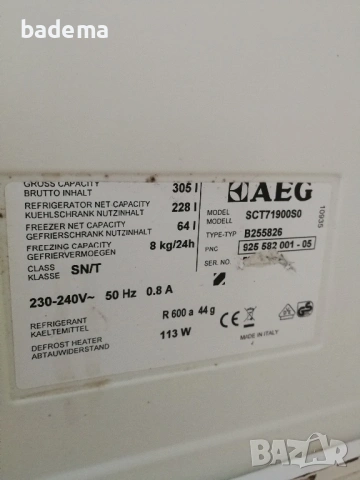 badema
GROSS CAPACITY
BRUTTO INHALT
305 l
REFRIGERATOR NET CAPACITY
KUEHLSCHRANK NUTZINHALT
228 l
FREEZER NET CAPACITY
GEFRIERSCHRANK NUTZINHALT
64 l
FREEZING CAPACITY
GEFRIERVERMOEGEN
8 kg/24h
CLASS
KLASSE
SN/T
230-240V~ 50 Hz 0.8 A
REFRIGERANT
KAELTEMITTEL
R 600 a 44 g
DEFROST HEATER
ABTAUWIDERSTAND
113 W
AEG
MODEL
MODELL
SCT71900S0
TYPE-TYP
B255826
PNC
925 582 001 - 05
SER.NO
10935
CE
MADE IN ITALY
bazar